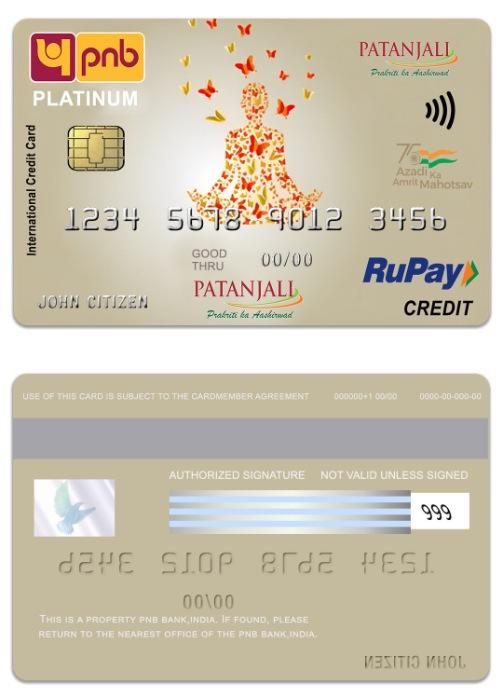 pnb
PATANJALI
Prakriti ka Aashirwad
PLATINUM
International Credit Card
75
Azadi Ka
Amrit Mahotsav
1234 5678 9012 3456
GOOD THRU 00/00
RuPay
JOHN CITIZEN
PATANJALI
Prakriti ka Aashirwad
CREDIT
USE OF THIS CARD IS SUBJECT TO THE CARDMEMBER AGREEMENT 000000+1 00/00 0000-00-000-00
AUTHORIZED SIGNATURE NOT VALID UNLESS SIGNED
999
1234 5678 9012 3456
00/00
THIS IS A PROPERTY PNB BANK,INDIA. IF FOUND, PLEASE
RETURN TO THE NEAREST OFFICE OF THE PNB BANK,INDIA.
JOHN CITIZEN